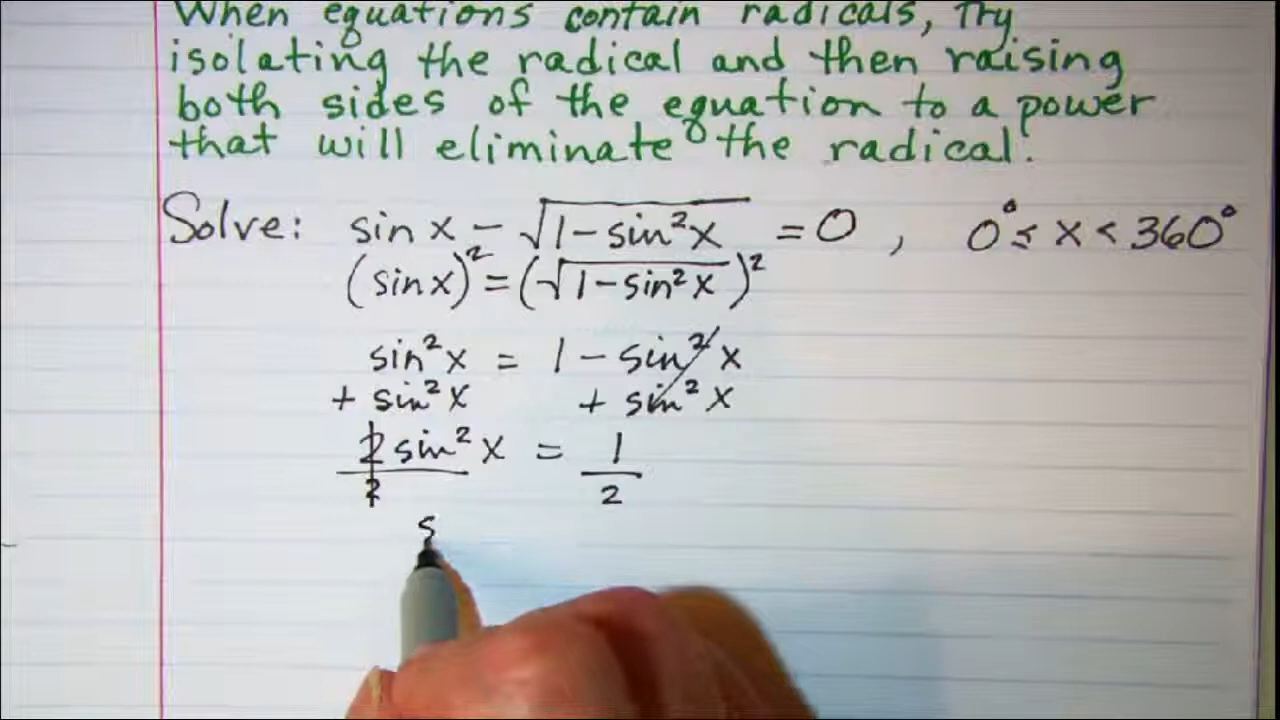 When equations contain radicals, Try
isolating the radical and then raising
both sides of the equation to a power
that will eliminate the radical.
Solve: sin x - √(1 - sin²x) = 0 , 0° ≤ x < 360°
(sin x)² = (√(1 - sin²x))²
sin²x = 1 - sin²x
+ sin²x + sin²x
2 sin²x = 1
2 2
s